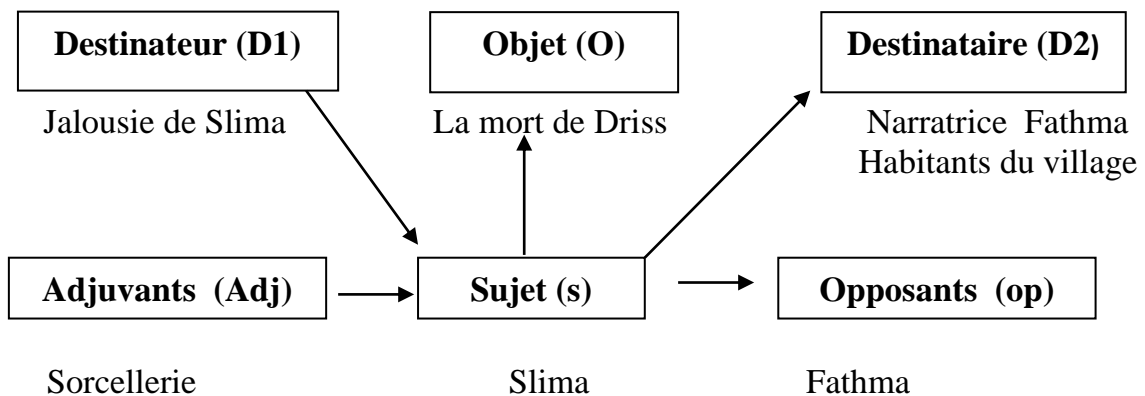 Destinateur (D1)
Objet (O)
Destinataire (D2)
Jalousie de Slima
La mort de Driss
Narratrice Fathma
Habitants du village
Adjuvants (Adj)
Sujet (s)
Opposants (op)
Sorcellerie
Slima
Fathma